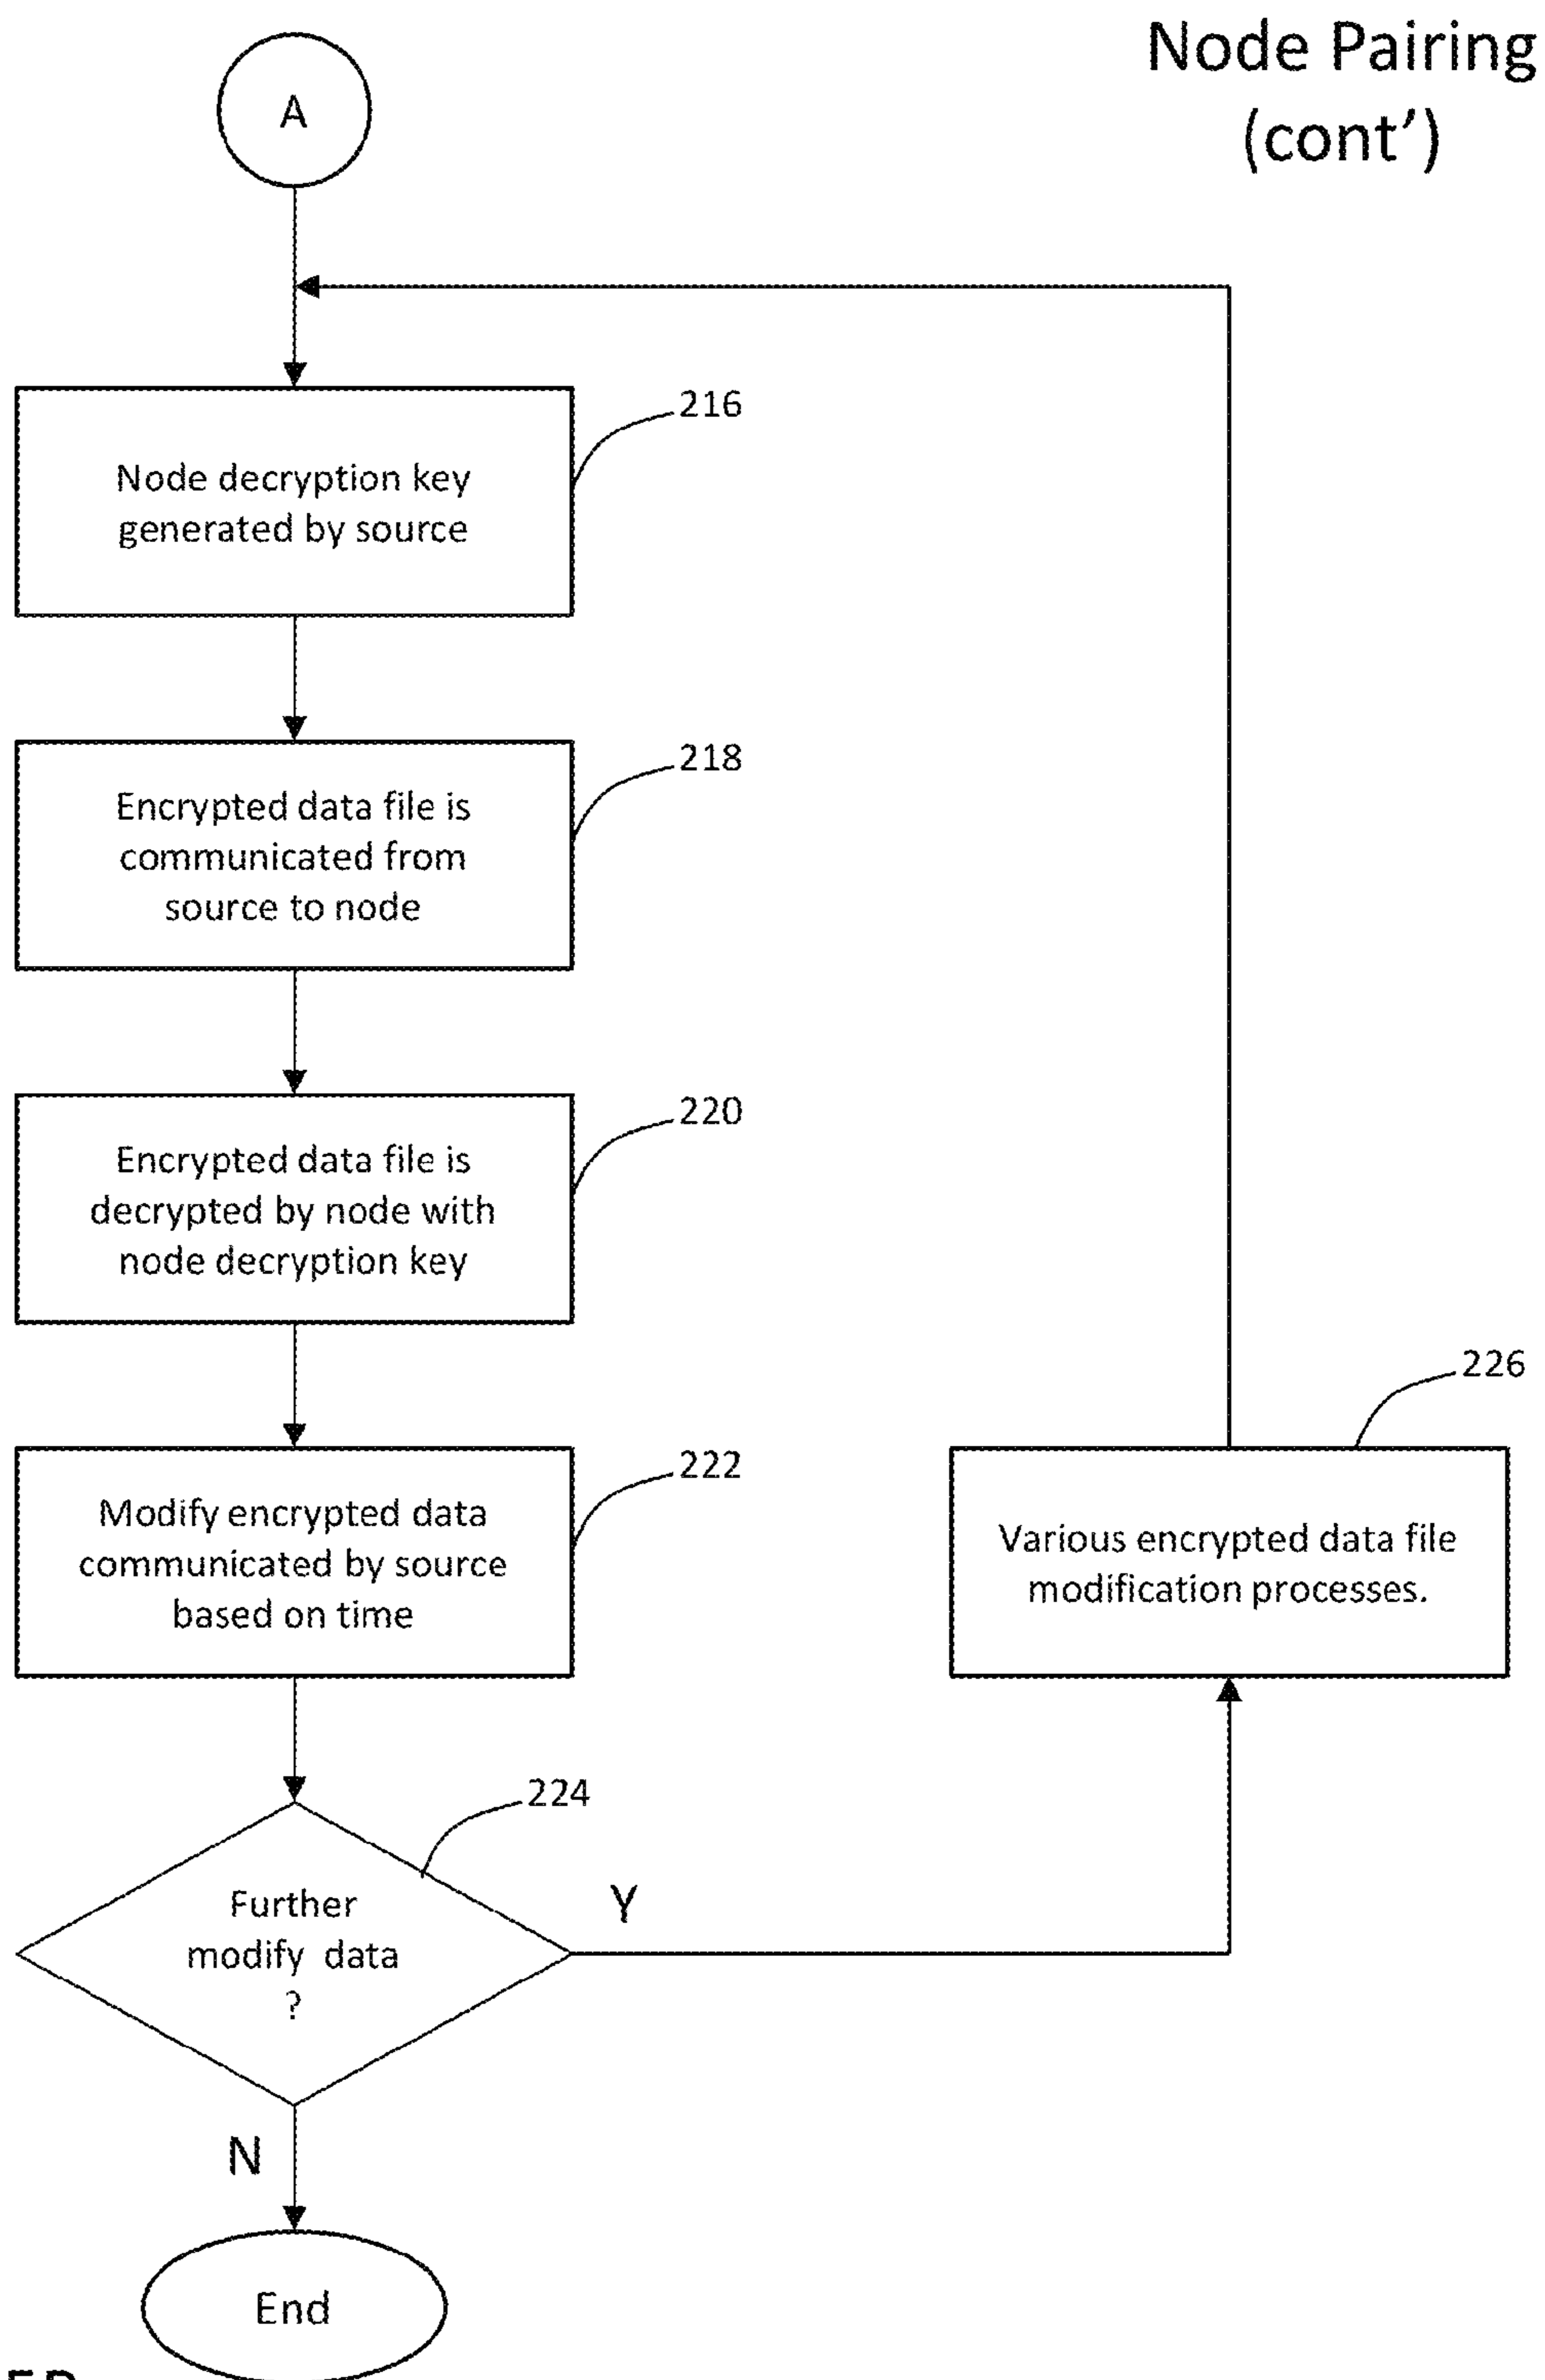 Node Pairing
(cont')
A
216
Node decryption key
generated by source
218
Encrypted data file is
communicated from
source to node
220
Encrypted data file is
decrypted by node with
node decryption key
222
Modify encrypted data
communicated by source
based on time
226
Various encrypted data file
modification processes.
224
Further
modify data
?
Y
N
End